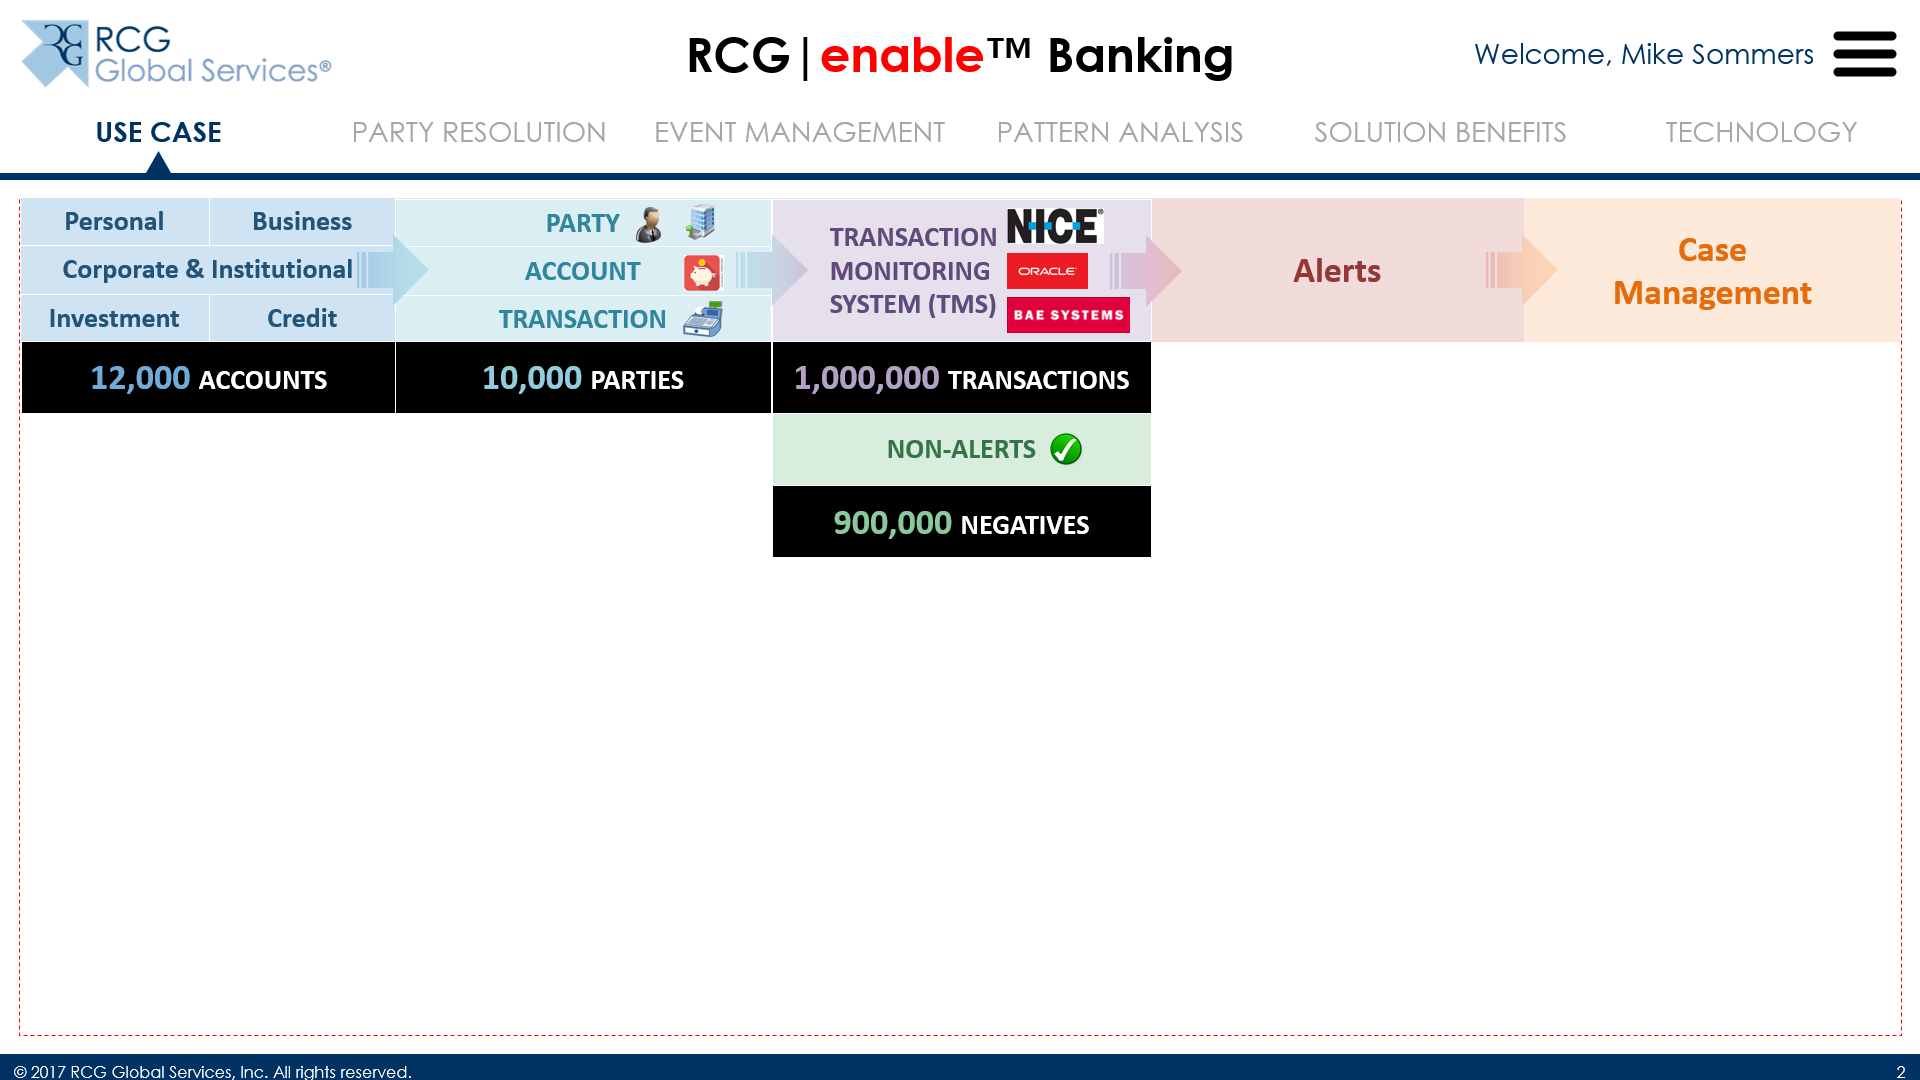 RCG
Global Services®
RCG|enable™ Banking
Welcome, Mike Sommers
USE CASE
PARTY RESOLUTION
EVENT MANAGEMENT
PATTERN ANALYSIS
SOLUTION BENEFITS
TECHNOLOGY
Personal
Business
Corporate & Institutional
Investment
Credit
PARTY
ACCOUNT
TRANSACTION
TRANSACTION
MONITORING
SYSTEM (TMS)
NICE®
ORACLE®
BAE SYSTEMS
Alerts
Case
Management
12,000 ACCOUNTS
10,000 PARTIES
1,000,000 TRANSACTIONS
NON-ALERTS
900,000 NEGATIVES
© 2017 RCG Global Services, Inc. All rights reserved.
2